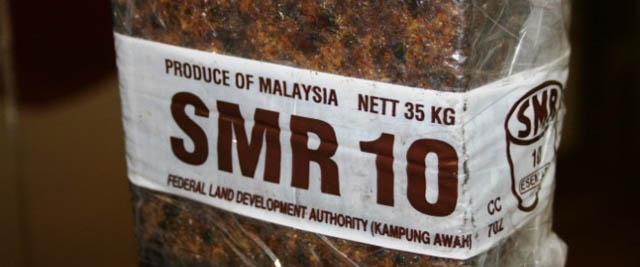 PRODUCE OF MALAYSIA NETT 35 KG
SMR 10
FEDERAL LAND DEVELOPMENT AUTHORITY (KAMPUNG AWAH)
SMR
10
CC